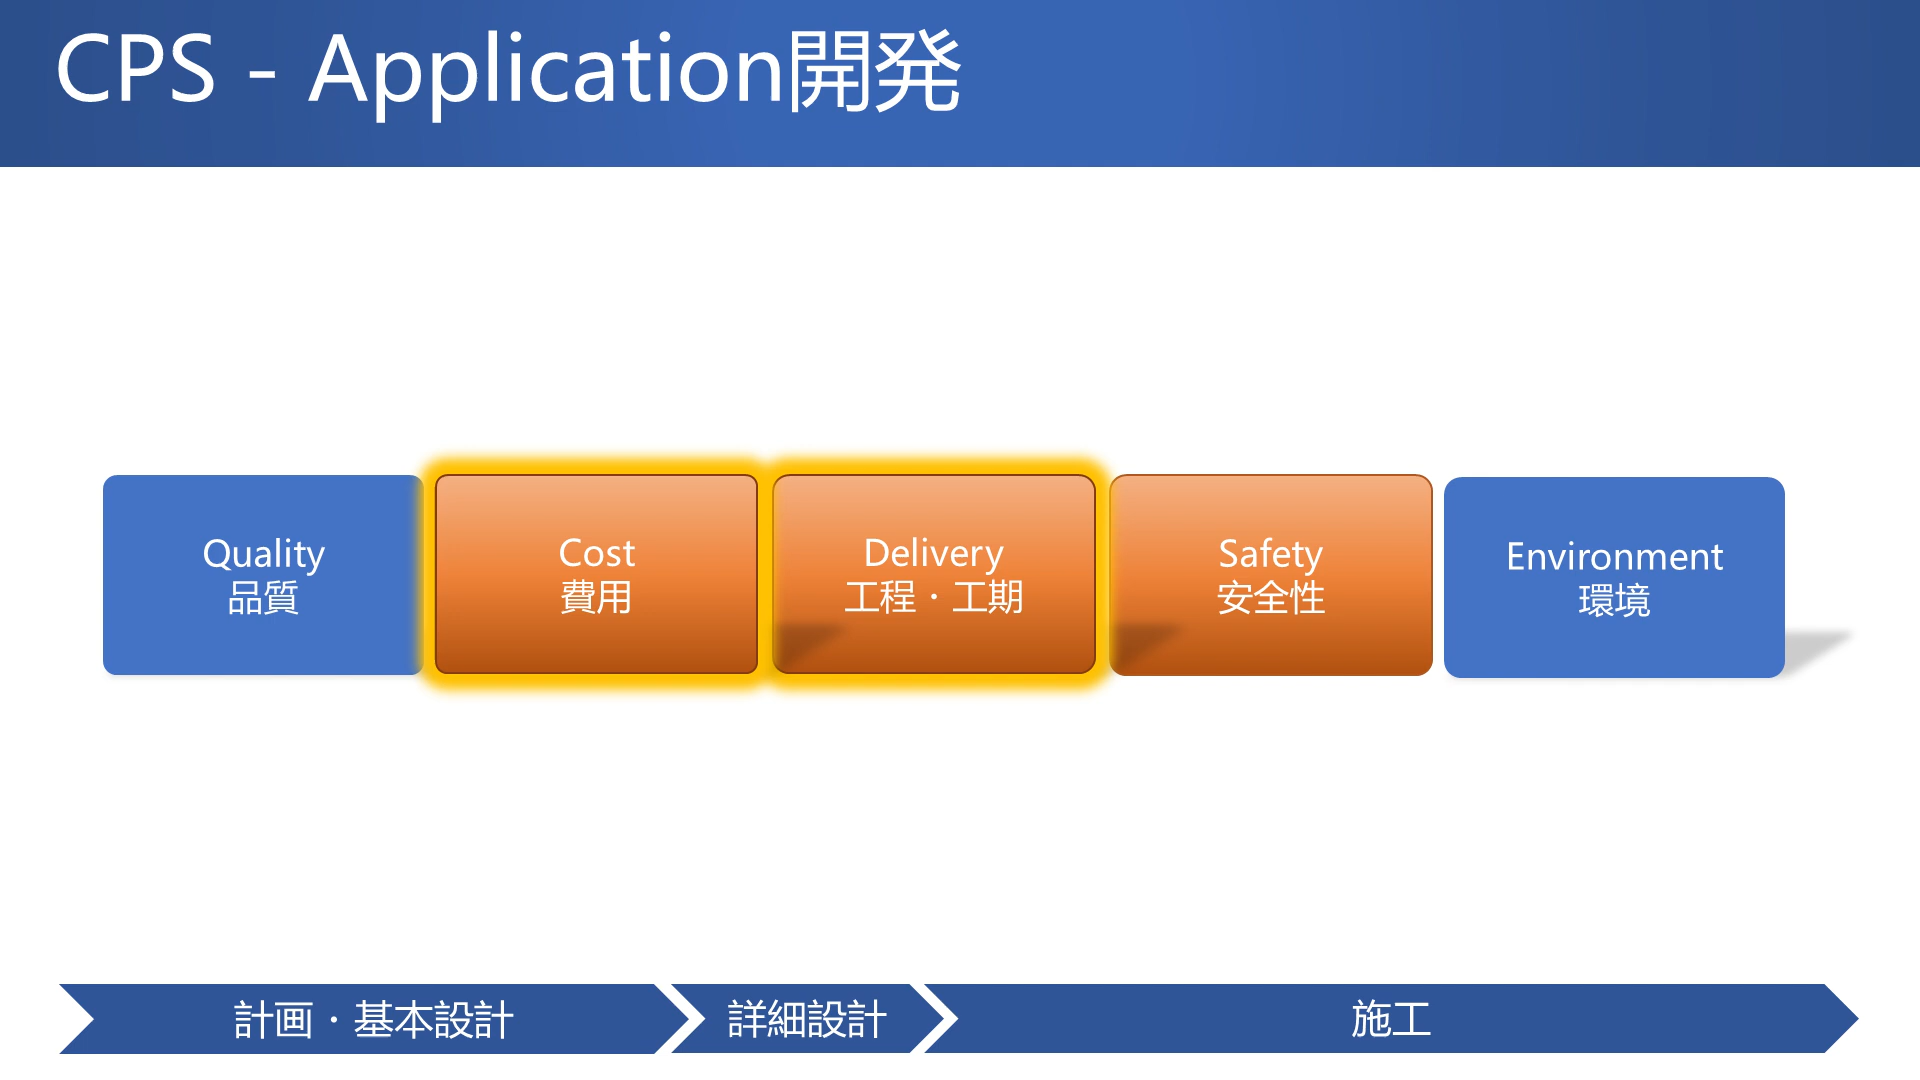 CPS - Application開発
Quality
品質
Cost
費用
Delivery
工程・工期
Safety
安全性
Environment
環境
計画・基本設計
詳細設計
施工